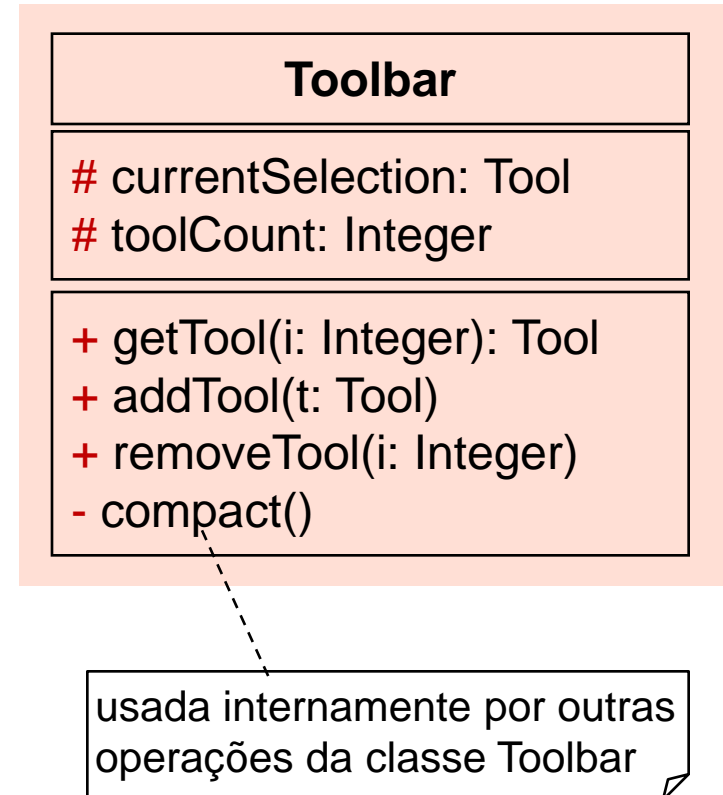 Toolbar
# currentSelection: Tool
# toolCount: Integer
+ getTool(i: Integer): Tool
+ addTool(t: Tool)
+ removeTool(i: Integer)
- compact()
usada internamente por outras
operações da classe Toolbar